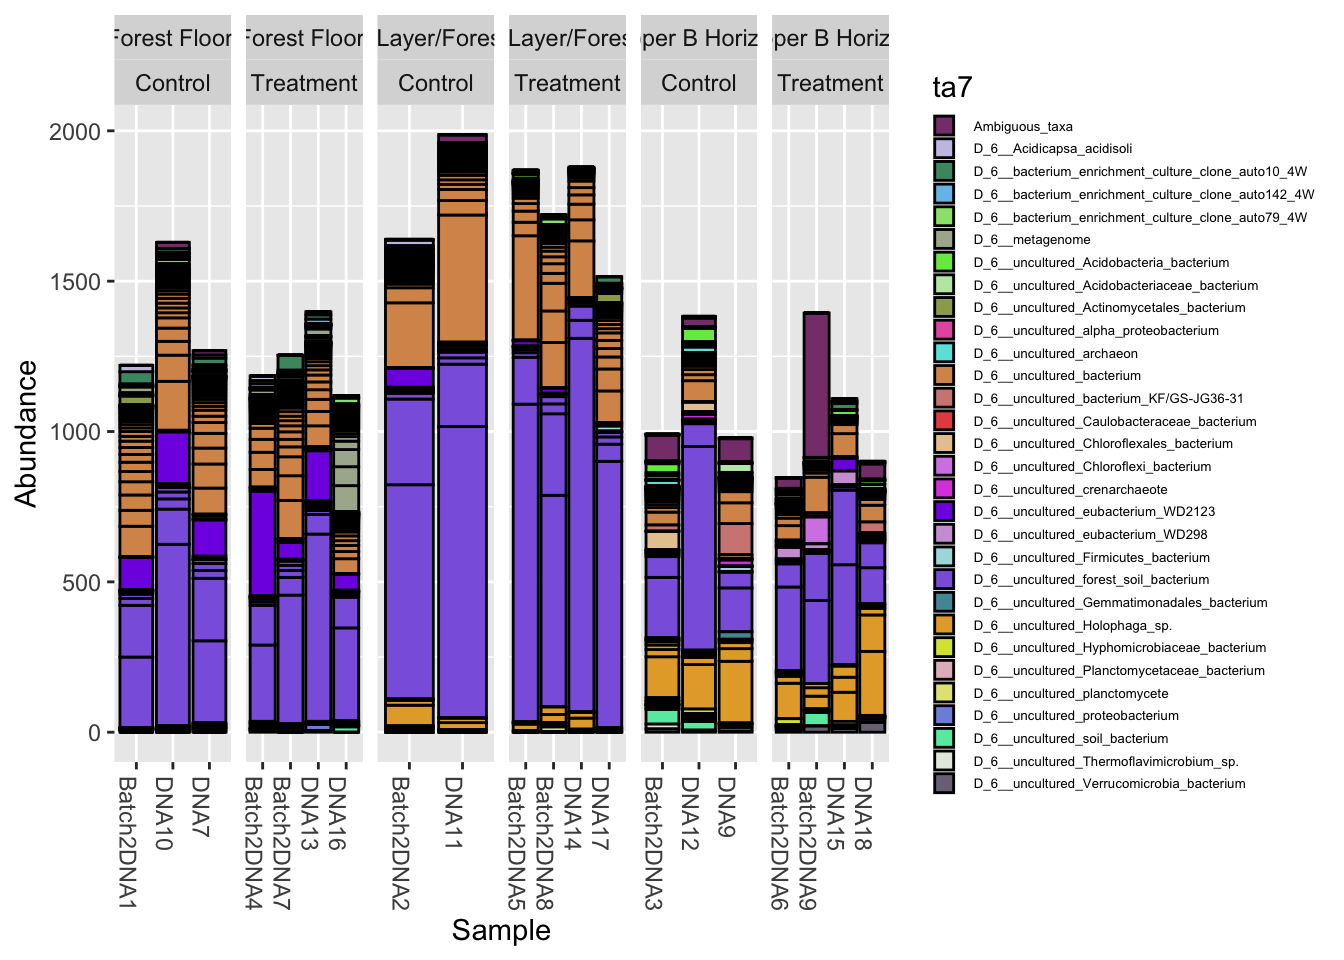 Forest Floor
Forest Floor
Layer/Fores
Layer/Fores
per B Horiz
per B Horiz
Control
Treatment
Control
Treatment
Control
Treatment
2000
1500
1000
500
0
Abundance
Batch2DNA1
DNA10
DNA7
Batch2DNA4
Batch2DNA7
DNA13
DNA16
Batch2DNA2
DNA11
Batch2DNA5
Batch2DNA8
DNA14
DNA17
Batch2DNA3
DNA12
DNA9
Batch2DNA6
Batch2DNA9
DNA15
DNA18
Sample
ta7
Ambiguous_taxa
D_6__Acidicapsa_acidisoli
D_6__bacterium_enrichment_culture_clone_auto10_4W
D_6__bacterium_enrichment_culture_clone_auto142_4W
D_6__bacterium_enrichment_culture_clone_auto79_4W
D_6__metagenome
D_6__uncultured_Acidobacteria_bacterium
D_6__uncultured_Acidobacteriaceae_bacterium
D_6__uncultured_Actinomycetales_bacterium
D_6__uncultured_alpha_proteobacterium
D_6__uncultured_archaeon
D_6__uncultured_bacterium
D_6__uncultured_bacterium_KF/GS-JG36-31
D_6__uncultured_Caulobacteraceae_bacterium
D_6__uncultured_Chloroflexales_bacterium
D_6__uncultured_Chloroflexi_bacterium
D_6__uncultured_crenarchaeote
D_6__uncultured_eubacterium_WD2123
D_6__uncultured_eubacterium_WD298
D_6__uncultured_Firmicutes_bacterium
D_6__uncultured_forest_soil_bacterium
D_6__uncultured_Gemmatimonadales_bacterium
D_6__uncultured_Holophaga_sp.
D_6__uncultured_Hyphomicrobiaceae_bacterium
D_6__uncultured_Planctomycetaceae_bacterium
D_6__uncultured_planctomycete
D_6__uncultured_proteobacterium
D_6__uncultured_soil_bacterium
D_6__uncultured_Thermoflavimicrobium_sp.
D_6__uncultured_Verrucomicrobia_bacterium